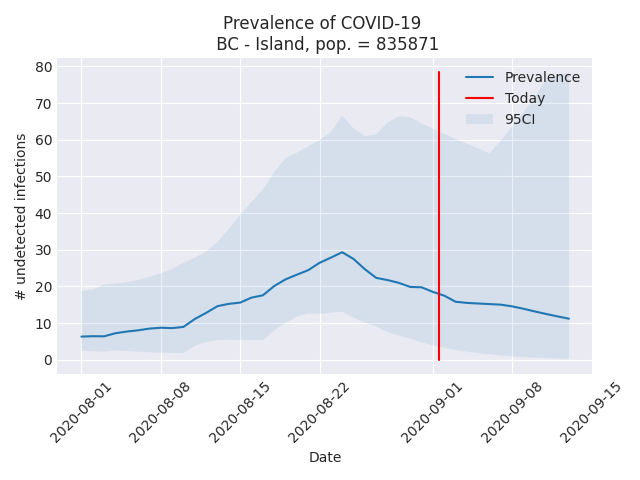 Prevalence of COVID-19
BC - Island, pop. = 835871
# undetected infections
80
70
60
50
40
30
20
10
0
Prevalence
Today
95CI
2020-08-01
2020-08-08
2020-08-15
2020-08-22
2020-09-01
2020-09-08
2020-09-15
Date